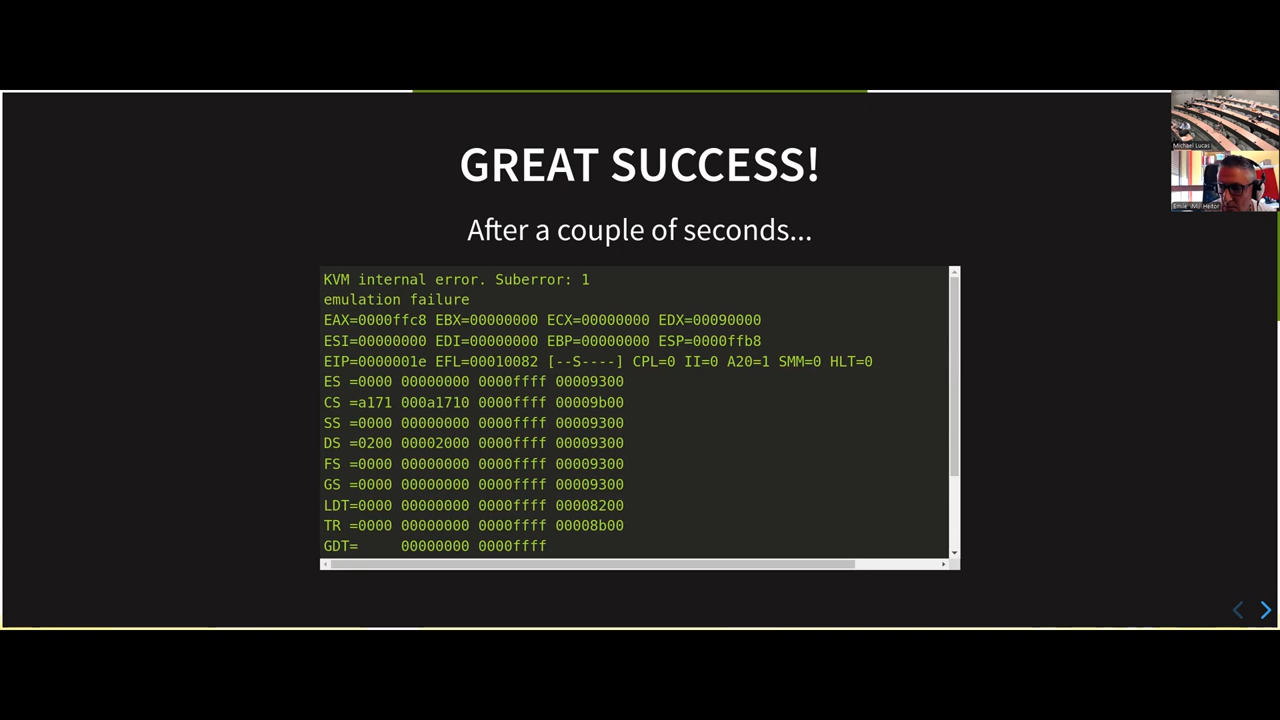 GREAT SUCCESS!
After a couple of seconds...
KVM internal error. Suberror: 1
emulation failure
EAX=0000ffc8 EBX=00000000 ECX=00000000 EDX=00090000
ESI=00000000 EDI=00000000 EBP=00000000 ESP=0000ffb8
EIP=0000001e EFL=00010082 [--S----] CPL=0 II=0 A20=1 SMM=0 HLT=0
ES =0000 00000000 0000ffff 00009300
CS =a171 000a1710 0000ffff 00009b00
SS =0000 00000000 0000ffff 00009300
DS =0200 00002000 0000ffff 00009300
FS =0000 00000000 0000ffff 00009300
GS =0000 00000000 0000ffff 00009300
LDT=0000 00000000 0000ffff 00008200
TR =0000 00000000 0000ffff 00008b00
GDT=     00000000 0000ffff
Michael Lucas
Heitor